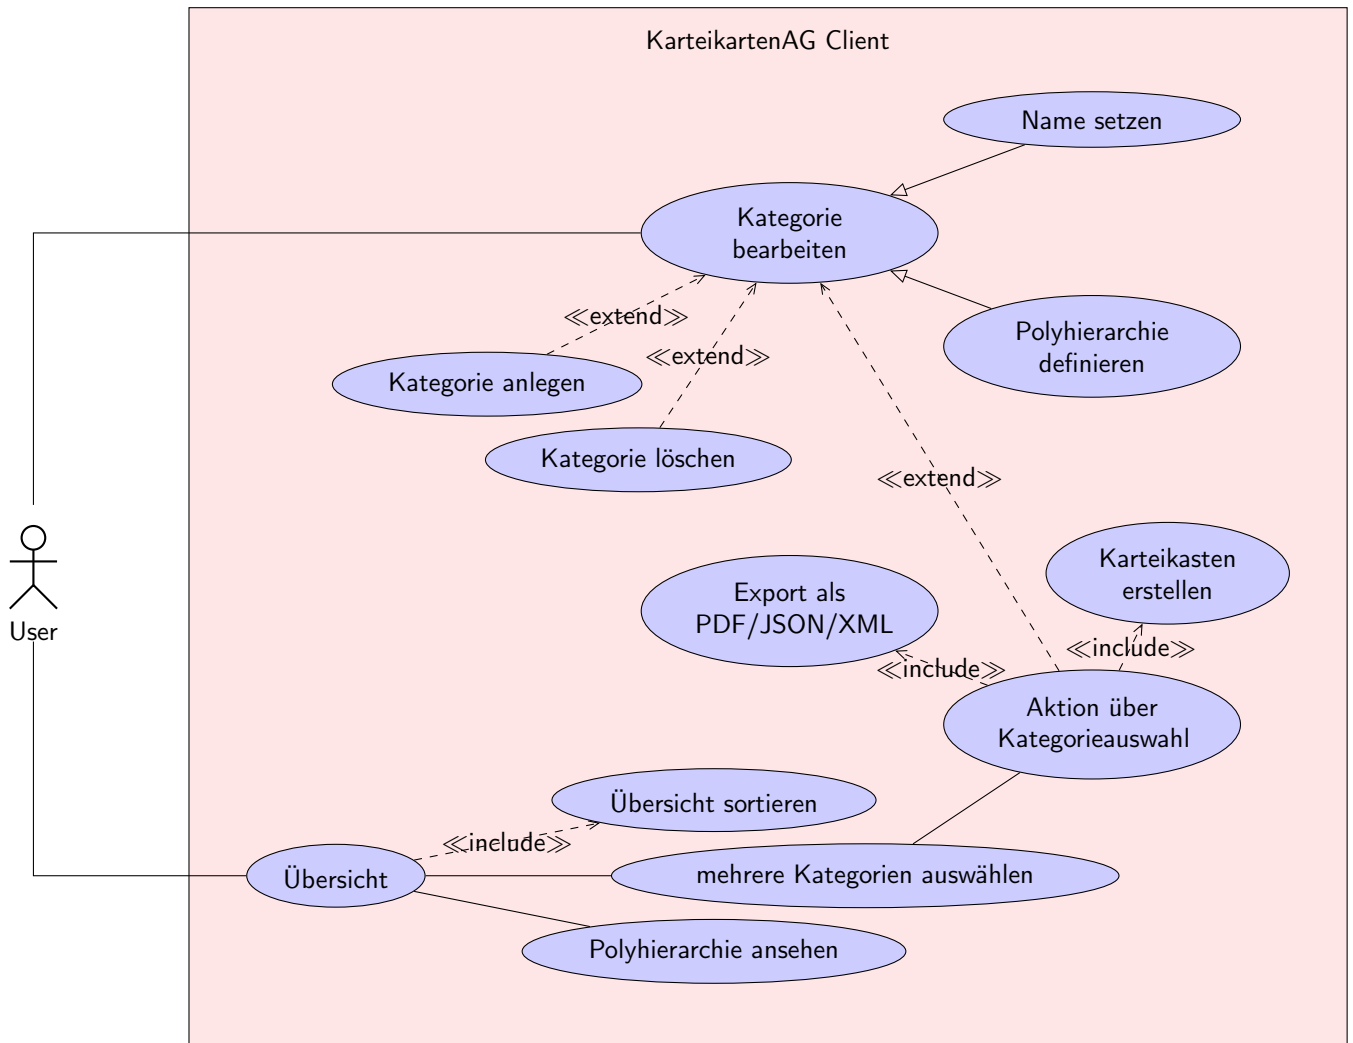 KarteikartenAG Client
Name setzen
Kategorie
bearbeiten
≪extend≫
Polyhierarchie
definieren
≪extend≫
Kategorie anlegen
Kategorie löschen
≪extend≫
Karteikasten
erstellen
Export als
PDF/JSON/XML
User
≪include≫
≪include≫
Aktion über
Kategorieauswahl
Übersicht sortieren
≪include≫
Übersicht
mehrere Kategorien auswählen
Polyhierarchie ansehen